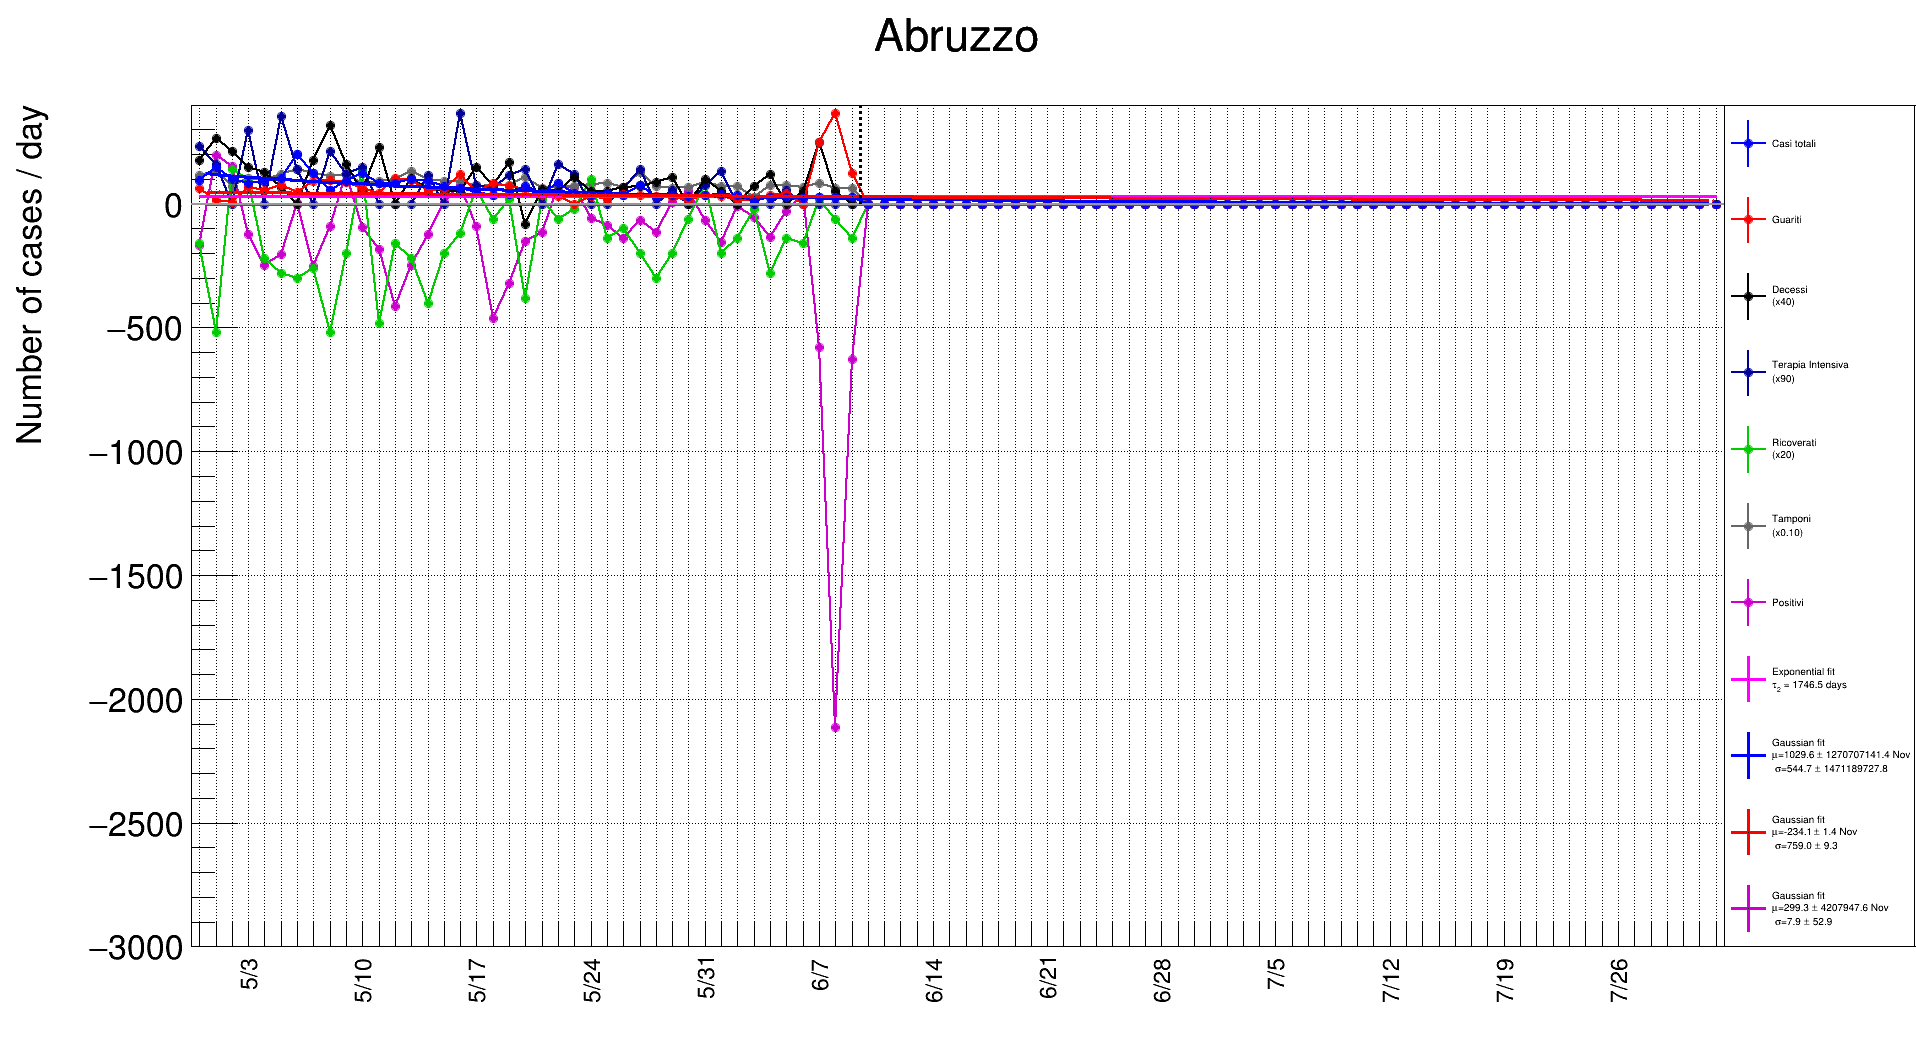 Abruzzo
Number of cases / day
0
−500
−1000
−1500
−2000
−2500
−3000
5/3
5/10
5/17
5/24
5/31
6/7
6/14
6/21
6/28
7/5
7/12
7/19
7/26
Casi totali
Guariti
Decessi
(x40)
Terapia Intensiva
(x90)
Ricoverati
(x20)
Tamponi
(x0.10)
Positivi
Exponential fit
τ2 = 1746.5 days
Gaussian fit
μ=1029.6 ± 1270707141.4 Nov
σ=544.7 ± 1471189727.8
Gaussian fit
μ=-234.1 ± 1.4 Nov
σ=759.0 ± 9.3
Gaussian fit
μ=299.3 ± 4207947.6 Nov
σ=7.9 ± 52.9